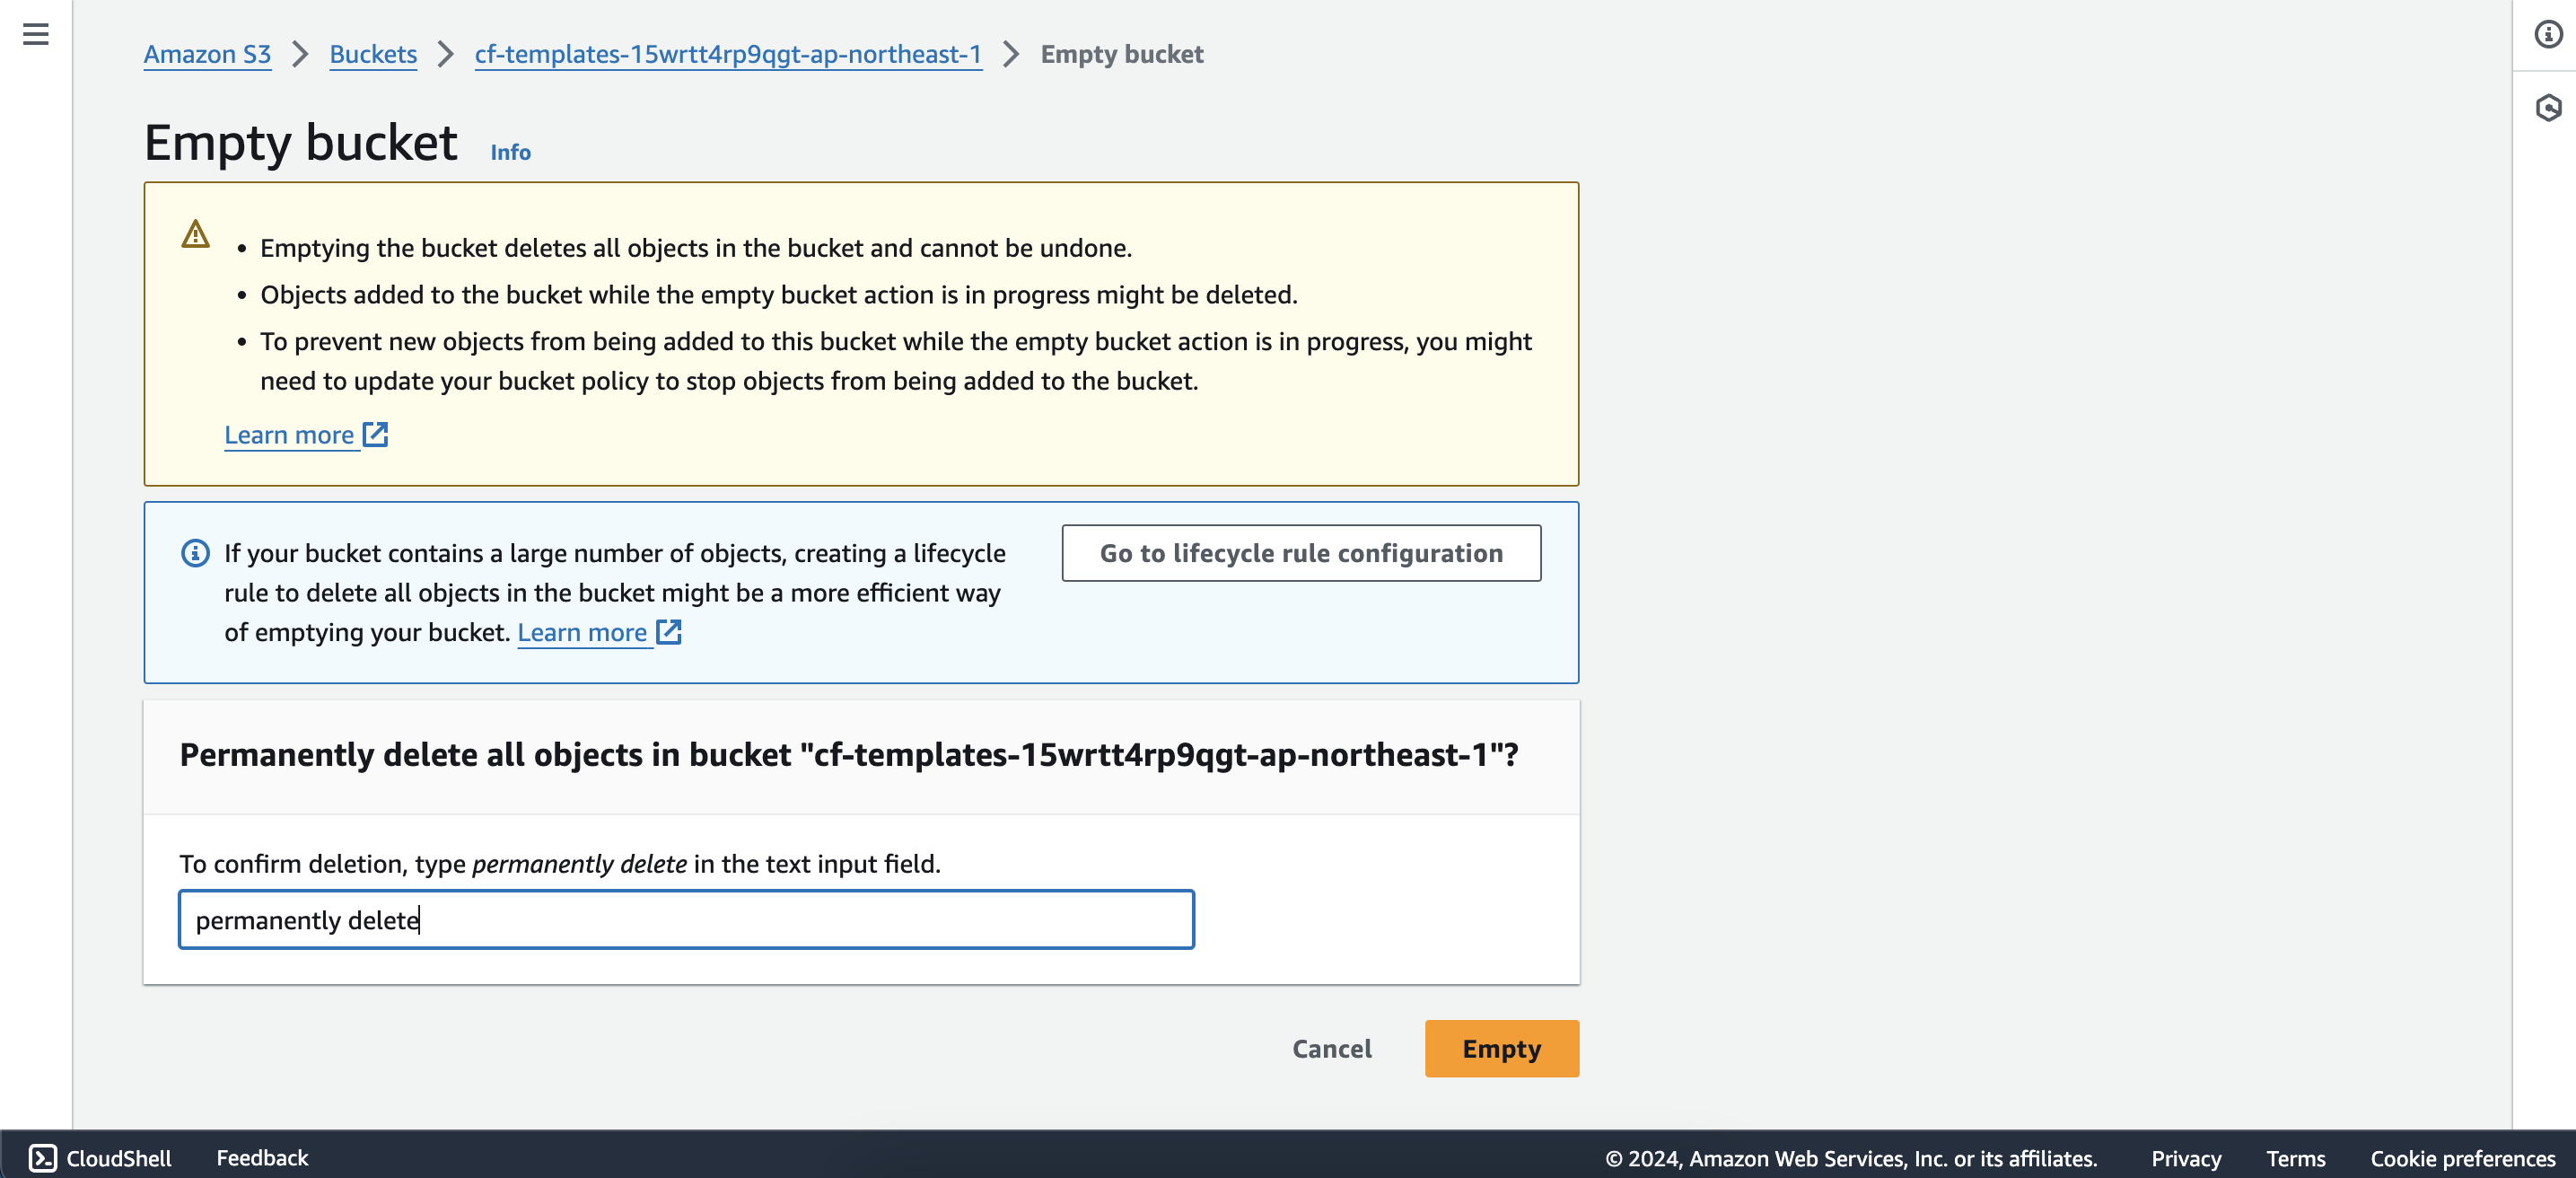 Amazon S3 > Buckets > cf-templates-15wrtt4rp9qgt-ap-northeast-1 > Empty bucket
Empty bucket Info
• Emptying the bucket deletes all objects in the bucket and cannot be undone.
• Objects added to the bucket while the empty bucket action is in progress might be deleted.
• To prevent new objects from being added to this bucket while the empty bucket action is in progress, you might
need to update your bucket policy to stop objects from being added to the bucket.
Learn more
If your bucket contains a large number of objects, creating a lifecycle
rule to delete all objects in the bucket might be a more efficient way
of emptying your bucket. Learn more
Go to lifecycle rule configuration
Permanently delete all objects in bucket "cf-templates-15wrtt4rp9qgt-ap-northeast-1"?
To confirm deletion, type permanently delete in the text input field.
permanently delete
Cancel Empty
CloudShell Feedback © 2024, Amazon Web Services, Inc. or its affiliates. Privacy Terms Cookie preferences